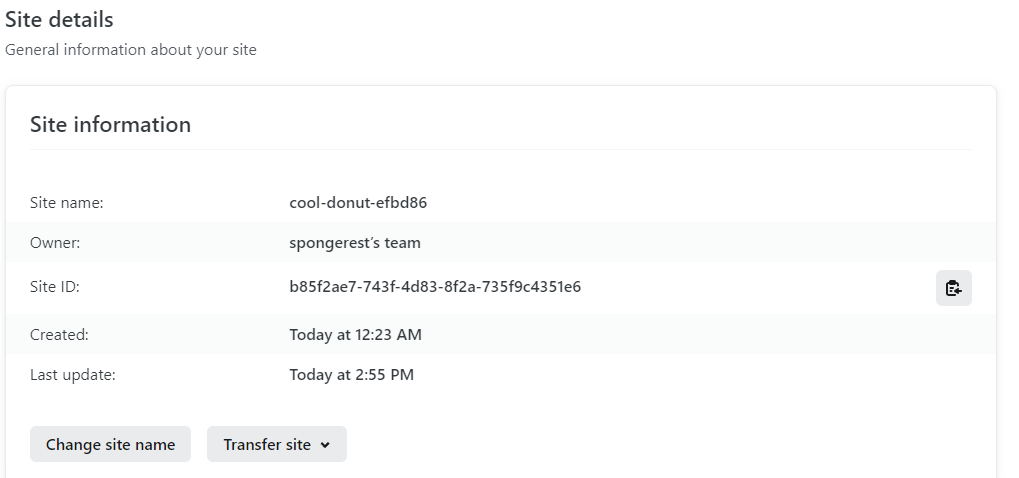 Site details
General information about your site
Site information
Site name: cool-donut-efbd86
Owner: spongerest’s team
Site ID: b85f2ae7-743f-4d83-8f2a-735f9c4351e6
Created: Today at 12:23 AM
Last update: Today at 2:55 PM
Change site name Transfer site